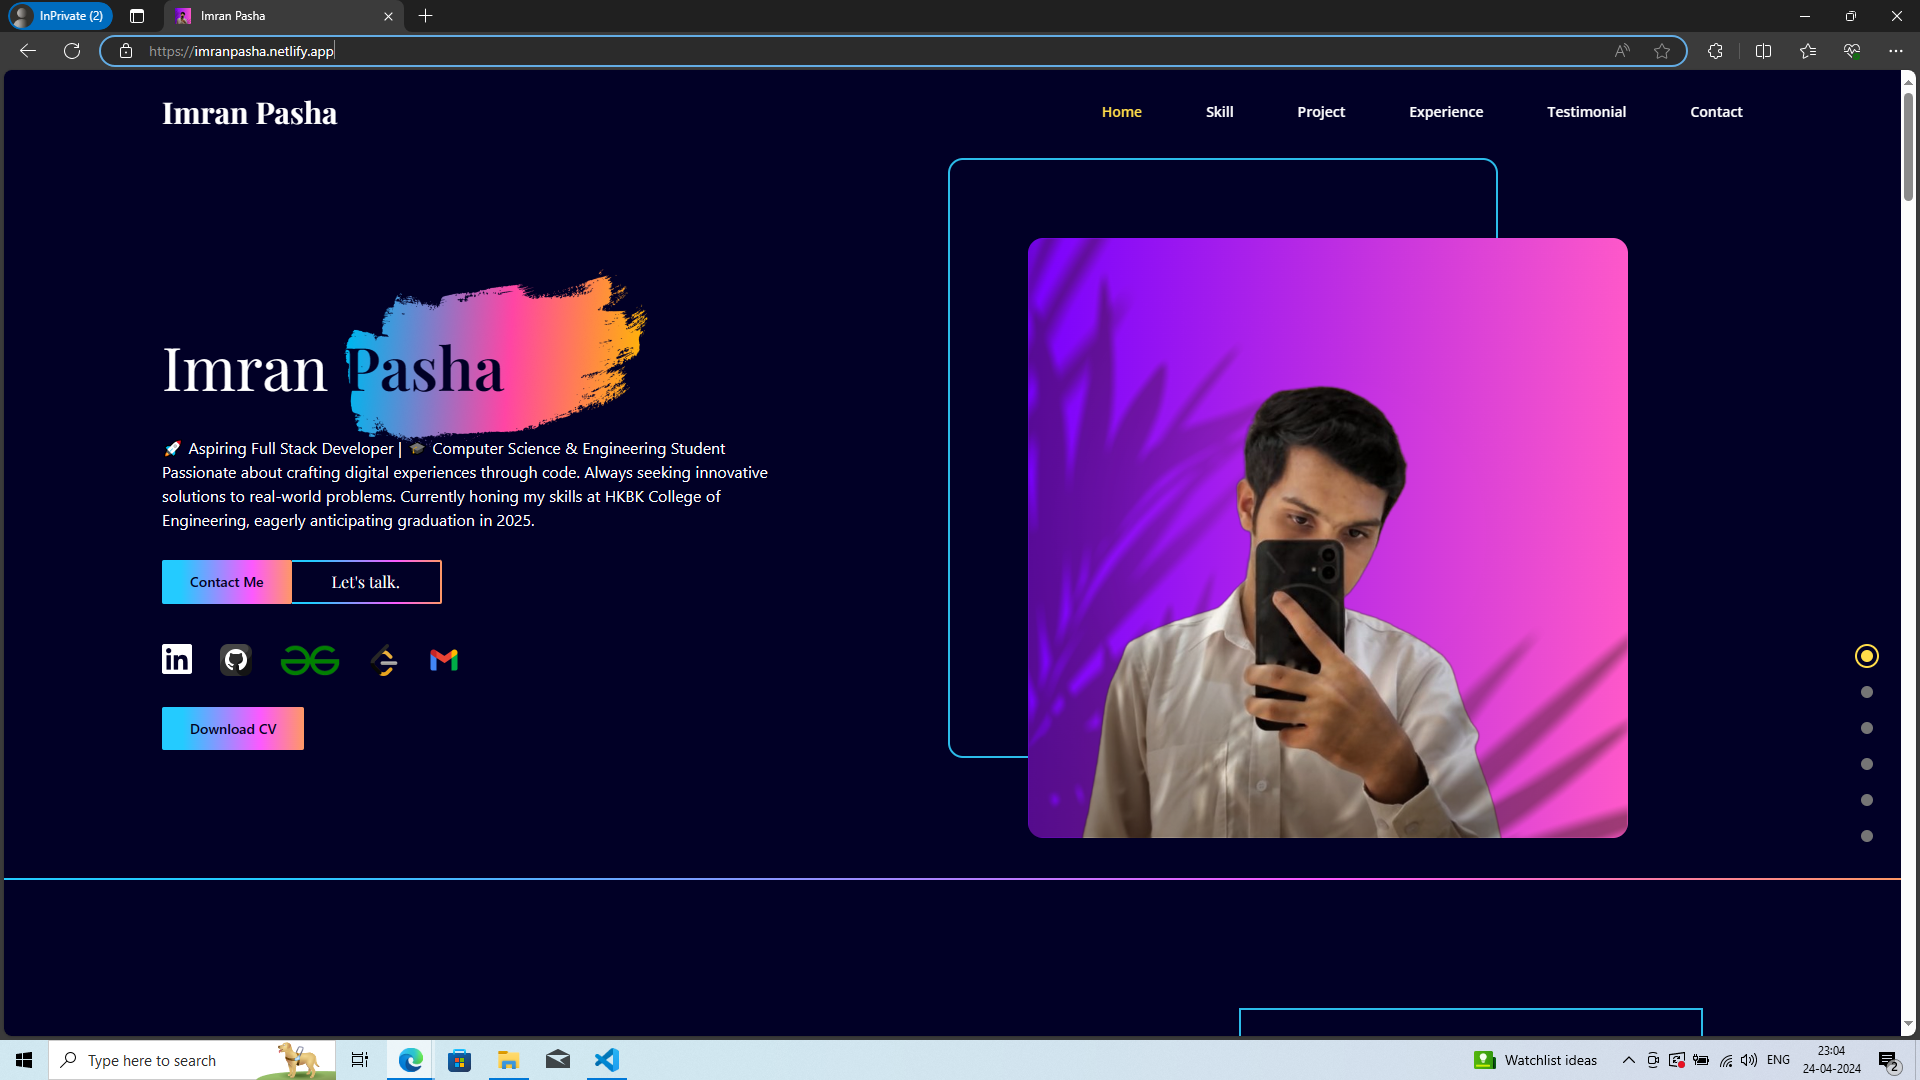 InPrivate (2)
Imran Pasha
https://imranpasha.netlify.app
Imran Pasha
Home
Skill
Project
Experience
Testimonial
Contact
Imran Pasha
🚀 Aspiring Full Stack Developer | 🎓 Computer Science & Engineering Student
Passionate about crafting digital experiences through code. Always seeking innovative
solutions to real-world problems. Currently honing my skills at HKBK College of
Engineering, eagerly anticipating graduation in 2025.
Contact Me
Let's talk.
in
Download CV
Type here to search
Watchlist ideas
ENG
23:04
24-04-2024
2